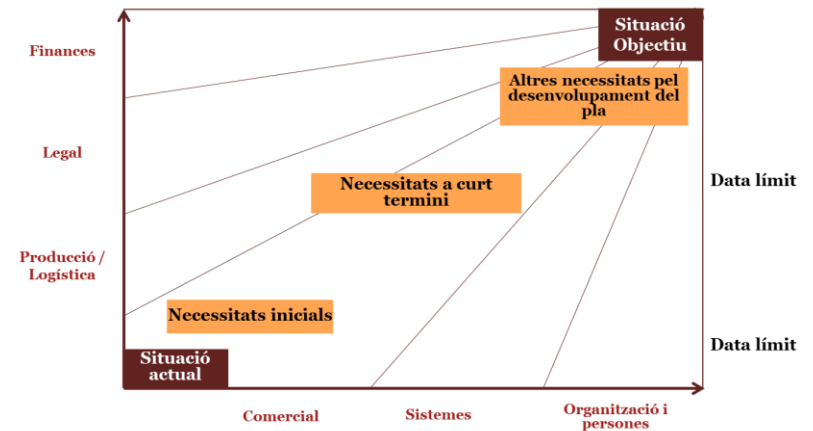 Situació
Objectiu
Finances
Altres necessitats pel
desenvolupament del
pla
Legal
Data límit
Necessitats a curt
termini
Producció /
Logística
Necessitats inicials
Data límit
Situació
actual
Comercial
Sistemes
Organització i
persones